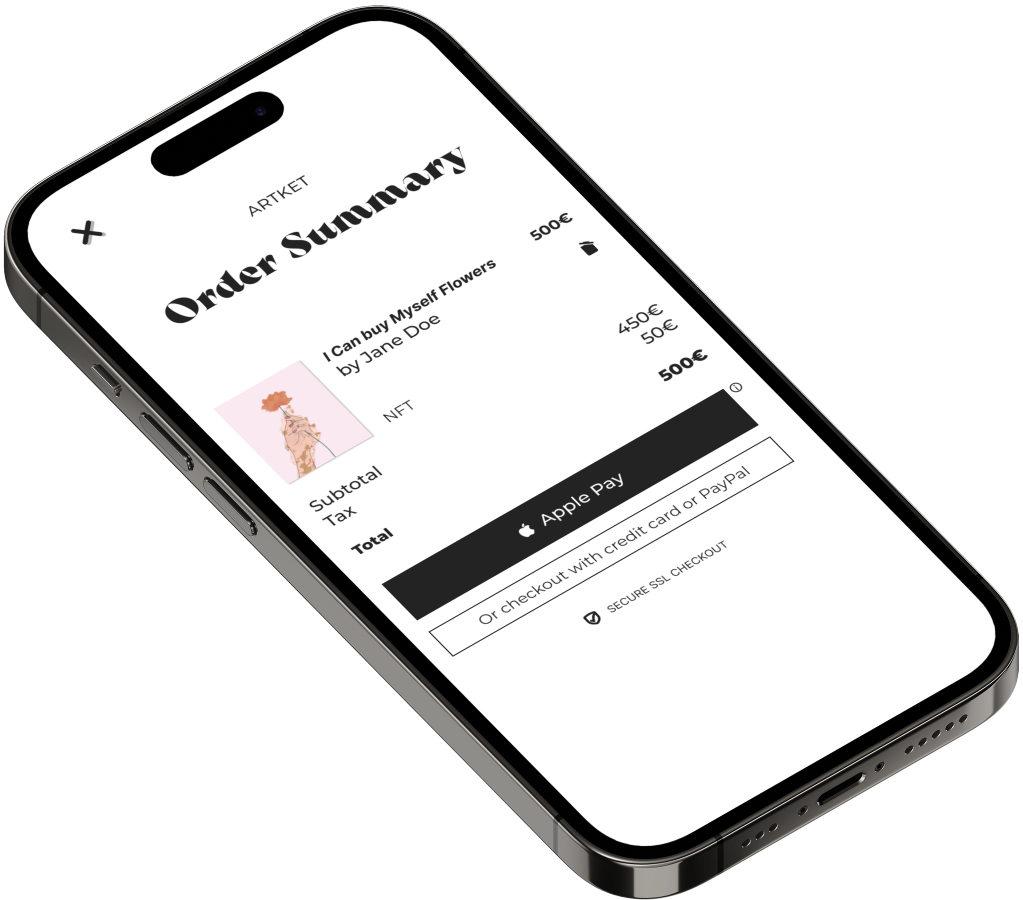 ARTKET
Order Summary
I Can buy Myself Flowers 500€
by Jane Doe
NFT
Subtotal 450€
Tax 50€
Total 500€
Apple Pay
Or checkout with credit card or PayPal
SECURE SSL CHECKOUT